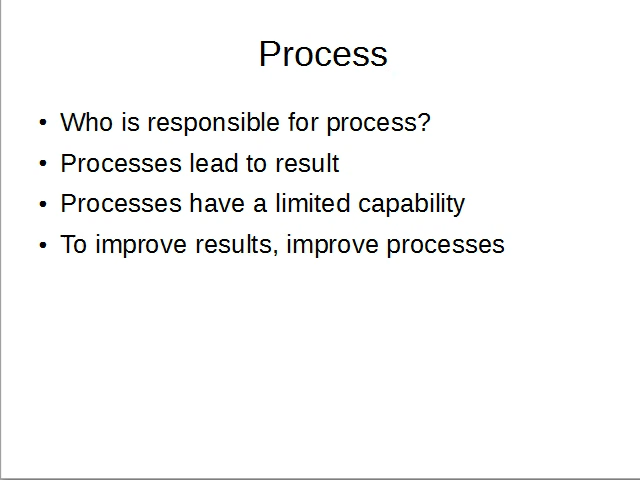 Process
• Who is responsible for process?
• Processes lead to result
• Processes have a limited capability
• To improve results, improve processes